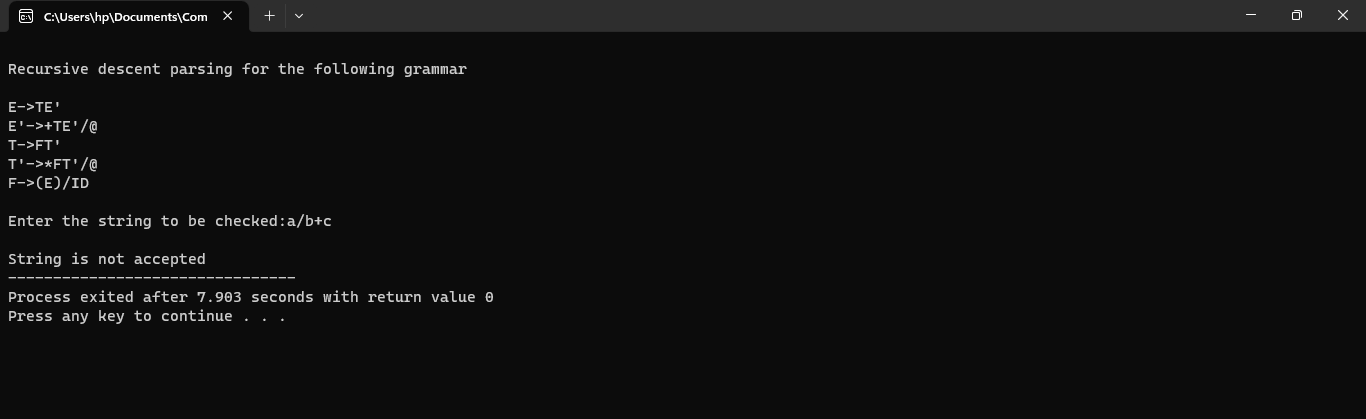 C:\Users\hp\Documents\Com
Recursive descent parsing for the following grammar
E->TE'
E'->+TE'/@
T->FT'
T'->*FT'/@
F->(E)/ID
Enter the string to be checked:a/b+c
String is not accepted
--------------------------------
Process exited after 7.903 seconds with return value 0
Press any key to continue . . .